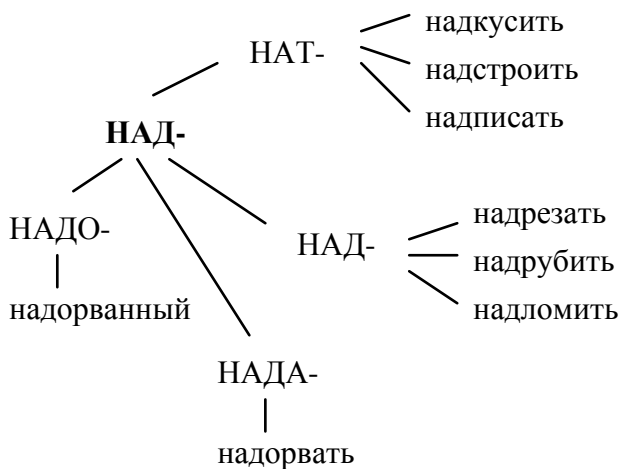 НАТ-
надкусить
надстроить
надписать
НАД-
НАДО-
надорванный
НАД-
надрезать
надрубить
надломить
НАДА-
надорвать